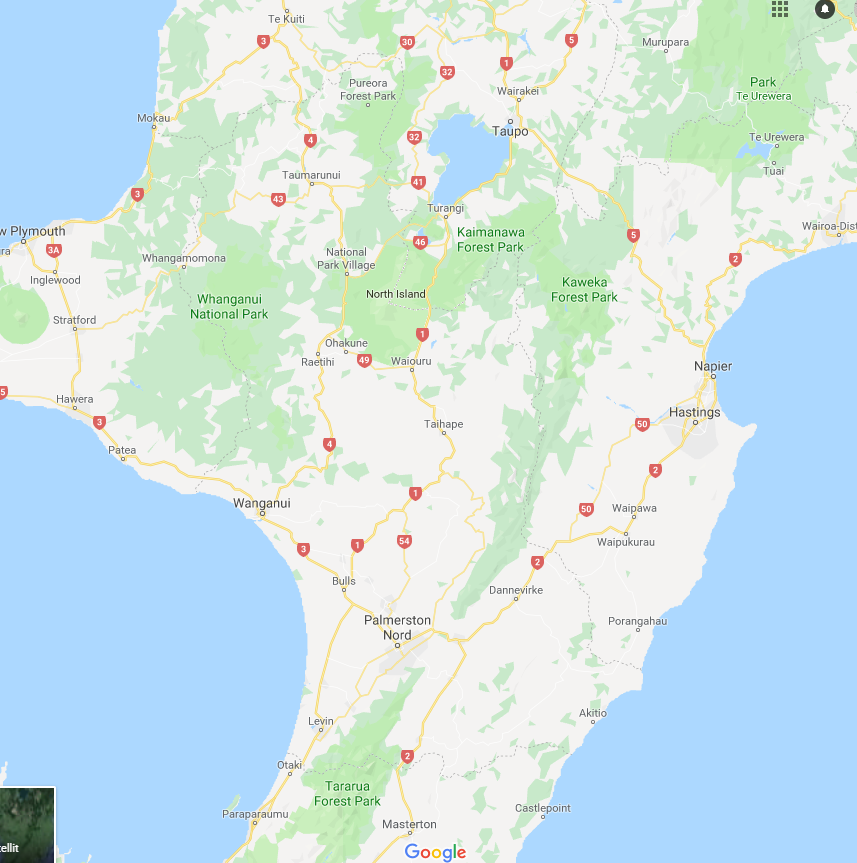 Te Kiuti
3
30
5
Murupara
32
1
Pureora
Forest Park
Park
Te Urewera
Wairakei
Mokau
Taupo
4
32
Te Urewera
Taumarunui
41
Tuai
3
43
Turangi
w Plymouth
Wairoa-Dist
ra
3A
46
Kaimanawa
Forest Park
5
National
Park Village
Whangamomona
2
Inglewood
Kaweka
Forest Park
Whanganui
National Park
North Island
Stratford
1
Ohakune
Raetihi
49
Waiouru
Napier
5
Hawera
Hastings
3
Taihape
50
4
Patea
2
1
Wanganui
50
Waipawa
3
1
54
Waipukurau
2
Bulls
Dannevirke
Palmerston
Nord
Porangahau
Levin
Akitio
2
Otaki
Tararua
Forest Park
Paraparaumu
Castlepoint
Masterton
ellit
Google